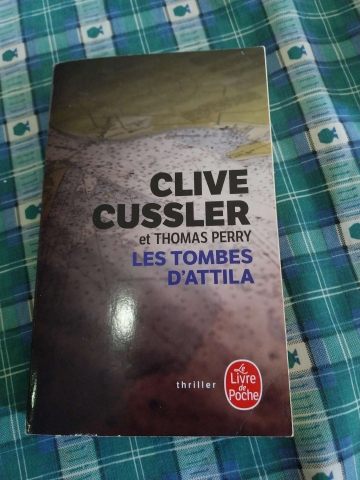 CLIVE
CUSSLER
et THOMAS PERRY
LES TOMBES
D'ATTILA
thriller
Le
Livre
de
Poche